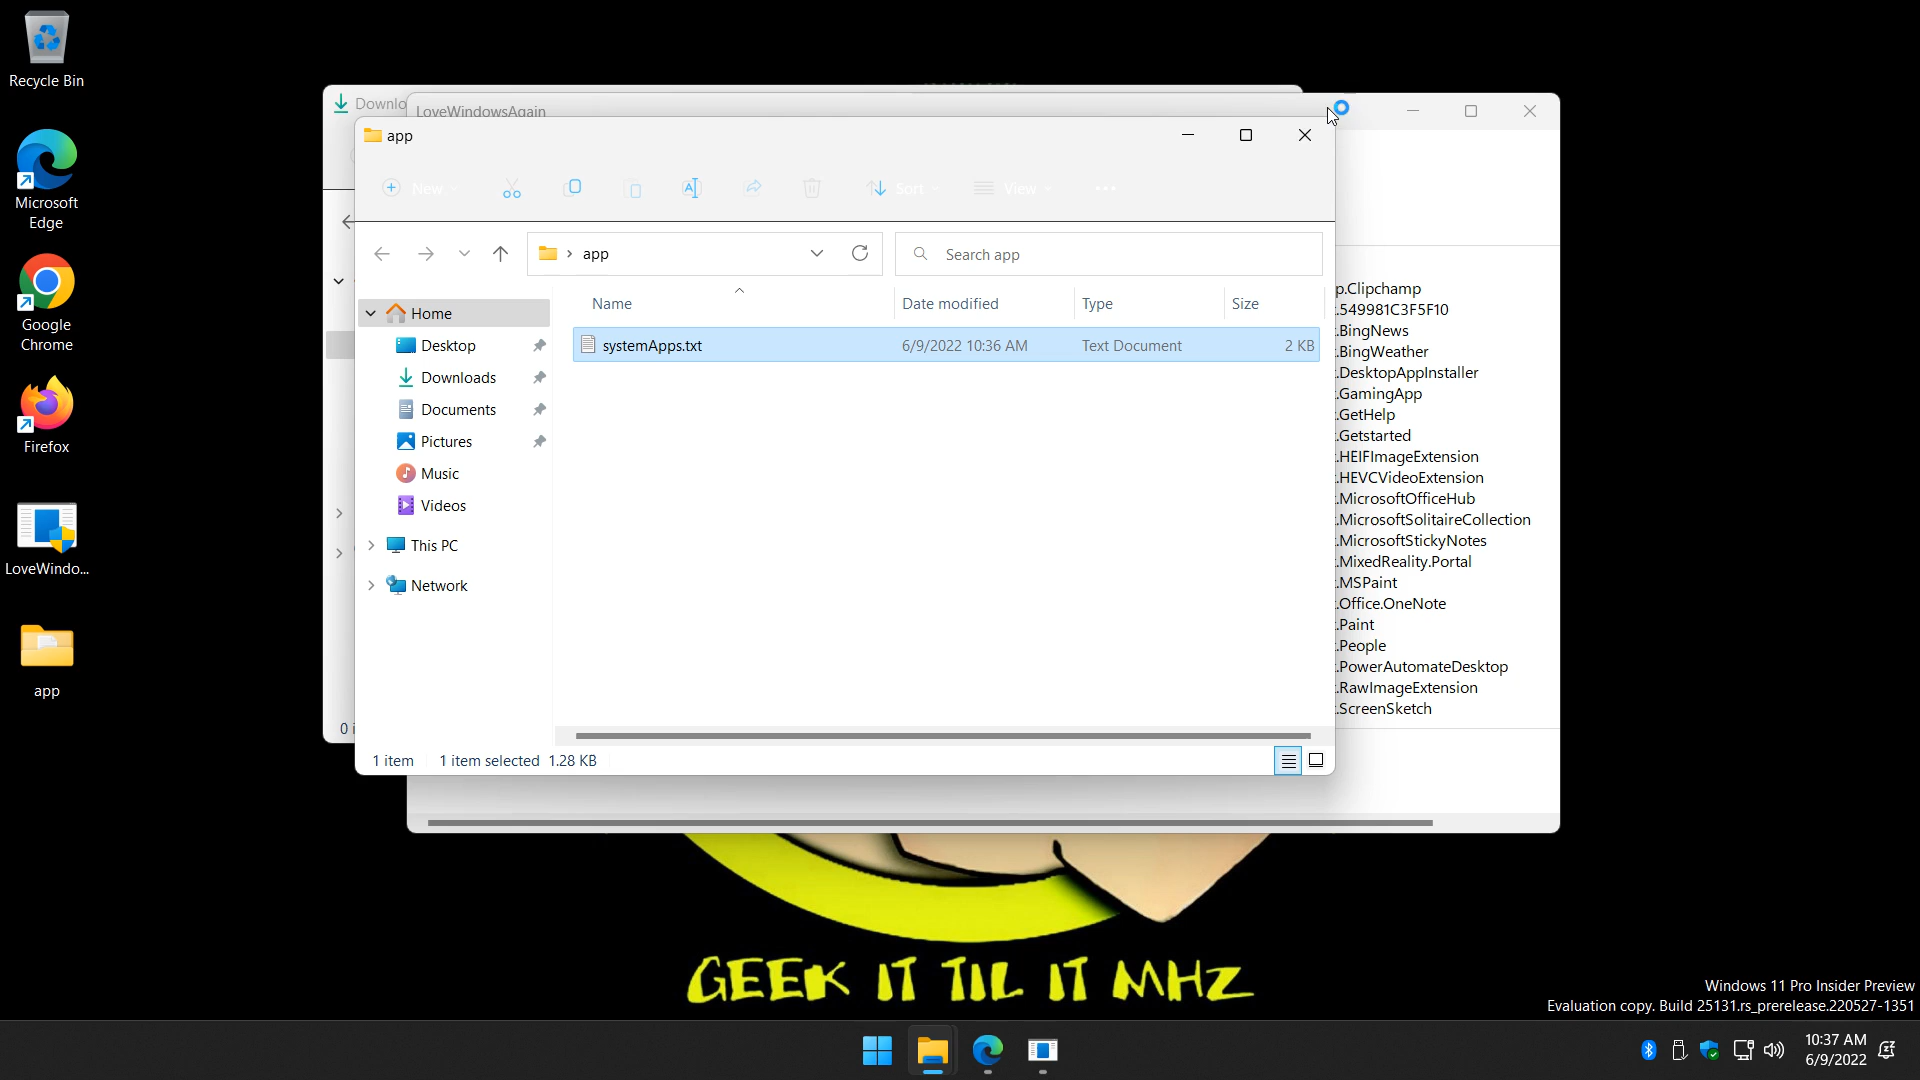 Recycle Bin
Microsoft
Edge
Google
Chrome
Firefox
LoveWindo...
app
Downlo
LoveWindowsAgain
app
New
Sort
View
app
Search app
Name
Date modified
Type
Size
systemApps.txt
6/9/2022 10:36 AM
Text Document
2 KB
Home
Desktop
Downloads
Documents
Pictures
Music
Videos
This PC
Network
0 i
1 item
1 item selected 1.28 KB
p.Clipchamp
.549981C3F5F10
.BingNews
.BingWeather
.DesktopAppInstaller
.GamingApp
.GetHelp
.Getstarted
.HEIFImageExtension
.HEVCVideoExtension
.MicrosoftOfficeHub
.MicrosoftSolitaireCollection
.MicrosoftStickyNotes
.MixedReality.Portal
.MSPaint
.Office.OneNote
.Paint
.People
.PowerAutomateDesktop
.RawImageExtension
.ScreenSketch
GEEK IT TIL IT MHZ
Windows 11 Pro Insider Preview
Evaluation copy. Build 25131.rs_prerelease.220527-1351
10:37 AM
6/9/2022